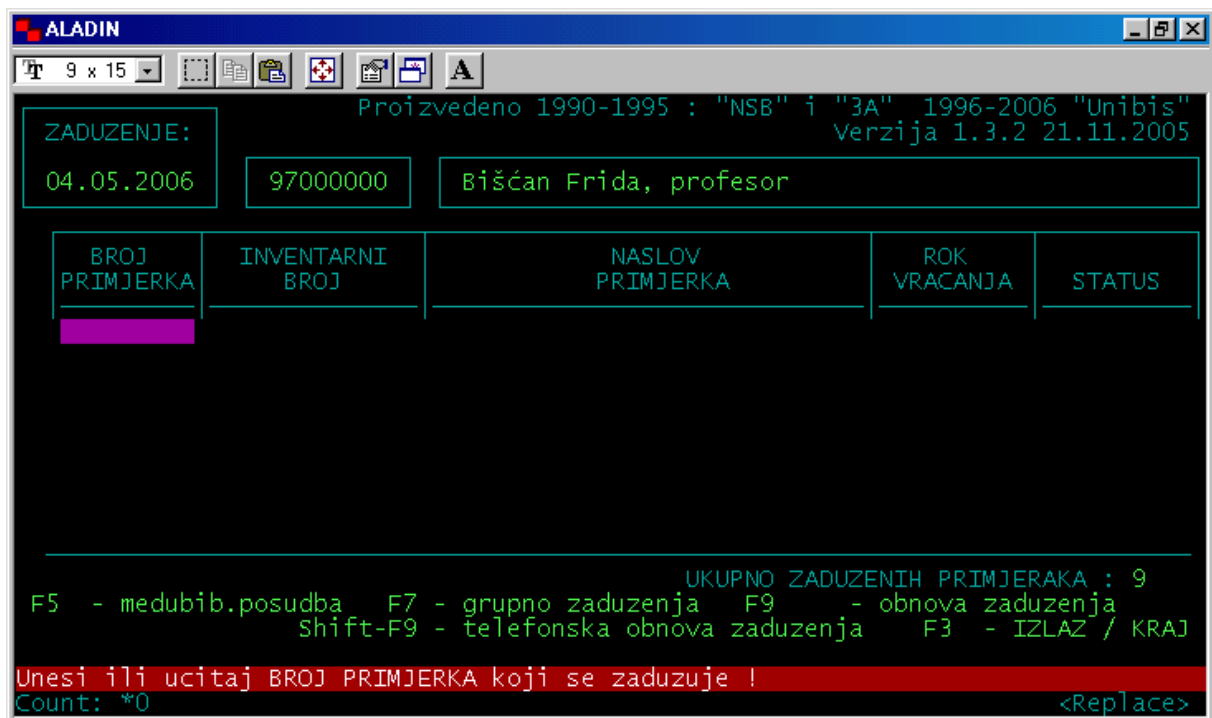 ALADIN
9 x 15
A
Proizvedeno 1990-1995 : "NSB" i "3A" 1996-2006 "Unibis"
ZADUZENJE:
Verzija 1.3.2 21.11.2005
04.05.2006 97000000 Bišćan Frida, profesor
BROJ INVENTARNI NASLOV ROK
PRIMJERKA BROJ PRIMJERKA VRACANJA STATUS
UKUPNO ZADUZENIH PRIMJERAKA : 9
F5 - medubib.posudba F7 - grupno zaduzenja F9 - obnova zaduzenja
Shift-F9 - telefonska obnova zaduzenja F3 - IZLAZ / KRAJ
Unesi ili ucitaj BROJ PRIMJERKA koji se zaduzuje !
Count: *0 <Replace>